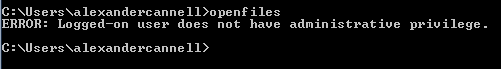 C:\Users\alexandercannell>openfiles
ERROR: Logged-on user does not have administrative privilege.
C:\Users\alexandercannell>